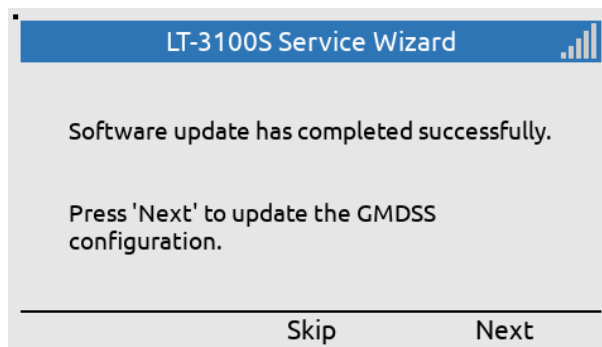 LT-3100S Service Wizard
Software update has completed successfully.
Press 'Next' to update the GMDSS
configuration.
Skip Next